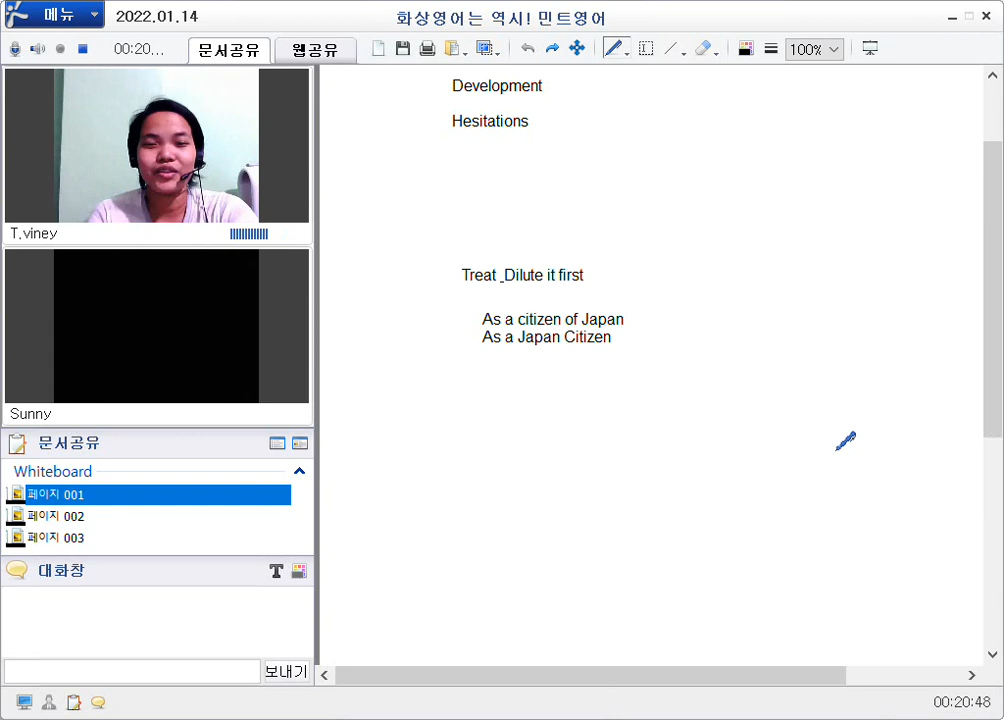 메뉴
2022.01.14
화상영어는 역시! 민트영어
00:20...
문서공유
웹공유
100%
T.viney
Sunny
문서공유
Whiteboard
페이지 001
페이지 002
페이지 003
대화창
T
보내기
Development
Hesitations
Treat _Dilute it first
As a citizen of Japan
As a Japan Citizen
00:20:48